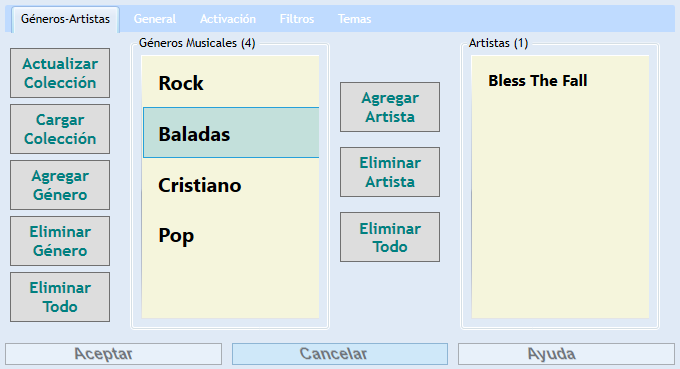 Géneros-Artistas General Activación Filtros Temas
Géneros Musicales (4)
Artistas (1)
Actualizar
Colección
Cargar
Colección
Agregar
Género
Eliminar
Género
Eliminar
Todo
Rock
Baladas
Cristiano
Pop
Agregar
Artista
Eliminar
Artista
Eliminar
Todo
Bless The Fall
Aceptar
Cancelar
Ayuda